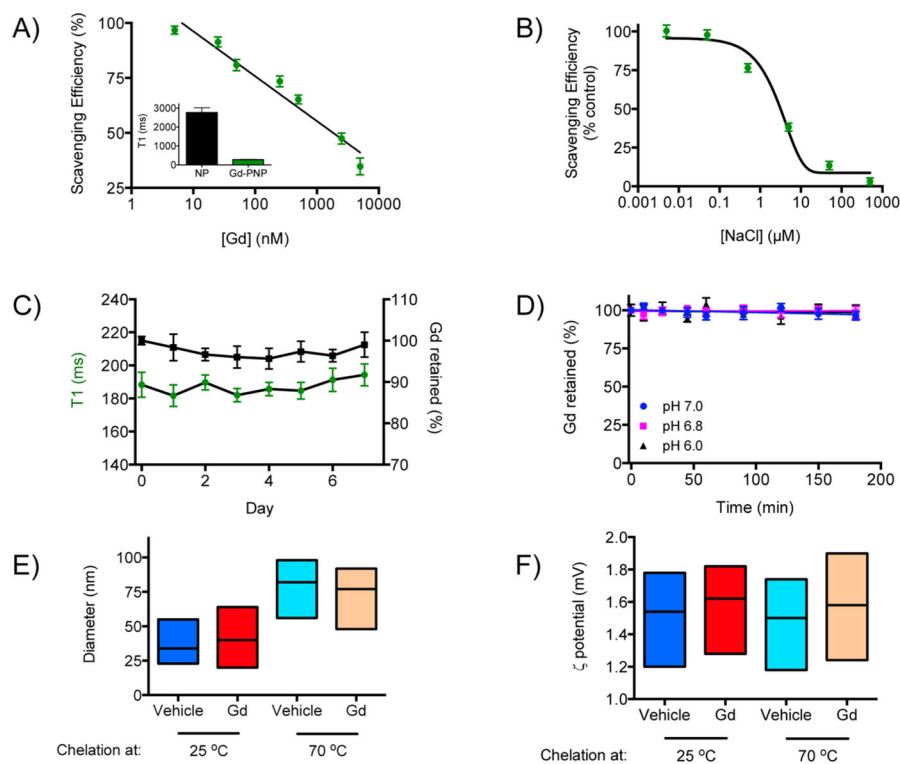 A)
Scavenging Efficiency (%)
100
75
50
25
1
10
100
1000
10000
[Gd] (nM)
T1 (ms)
3000
2000
1000
0
NP
Gd-PNP
B)
Scavenging Efficiency
(% control)
100
75
50
25
0
0.001
0.01
0.1
1
10
100
1000
[NaCl] (µM)
C)
T1 (ms)
240
220
200
180
160
140
0
2
4
6
Day
110
100
90
80
70
Gd retained
(%)
D)
Gd retained (%)
100
75
50
25
0
pH 7.0
pH 6.8
pH 6.0
0
50
100
150
200
Time (min)
E)
Diameter (nm)
100
75
50
25
0
Vehicle
Gd
Vehicle
Gd
Chelation at:
25 ºC
70 ºC
F)
ζ potential (mV)
2.0
1.8
1.6
1.4
1.2
1.0
Vehicle
Gd
Vehicle
Gd
Chelation at:
25 ºC
70 ºC